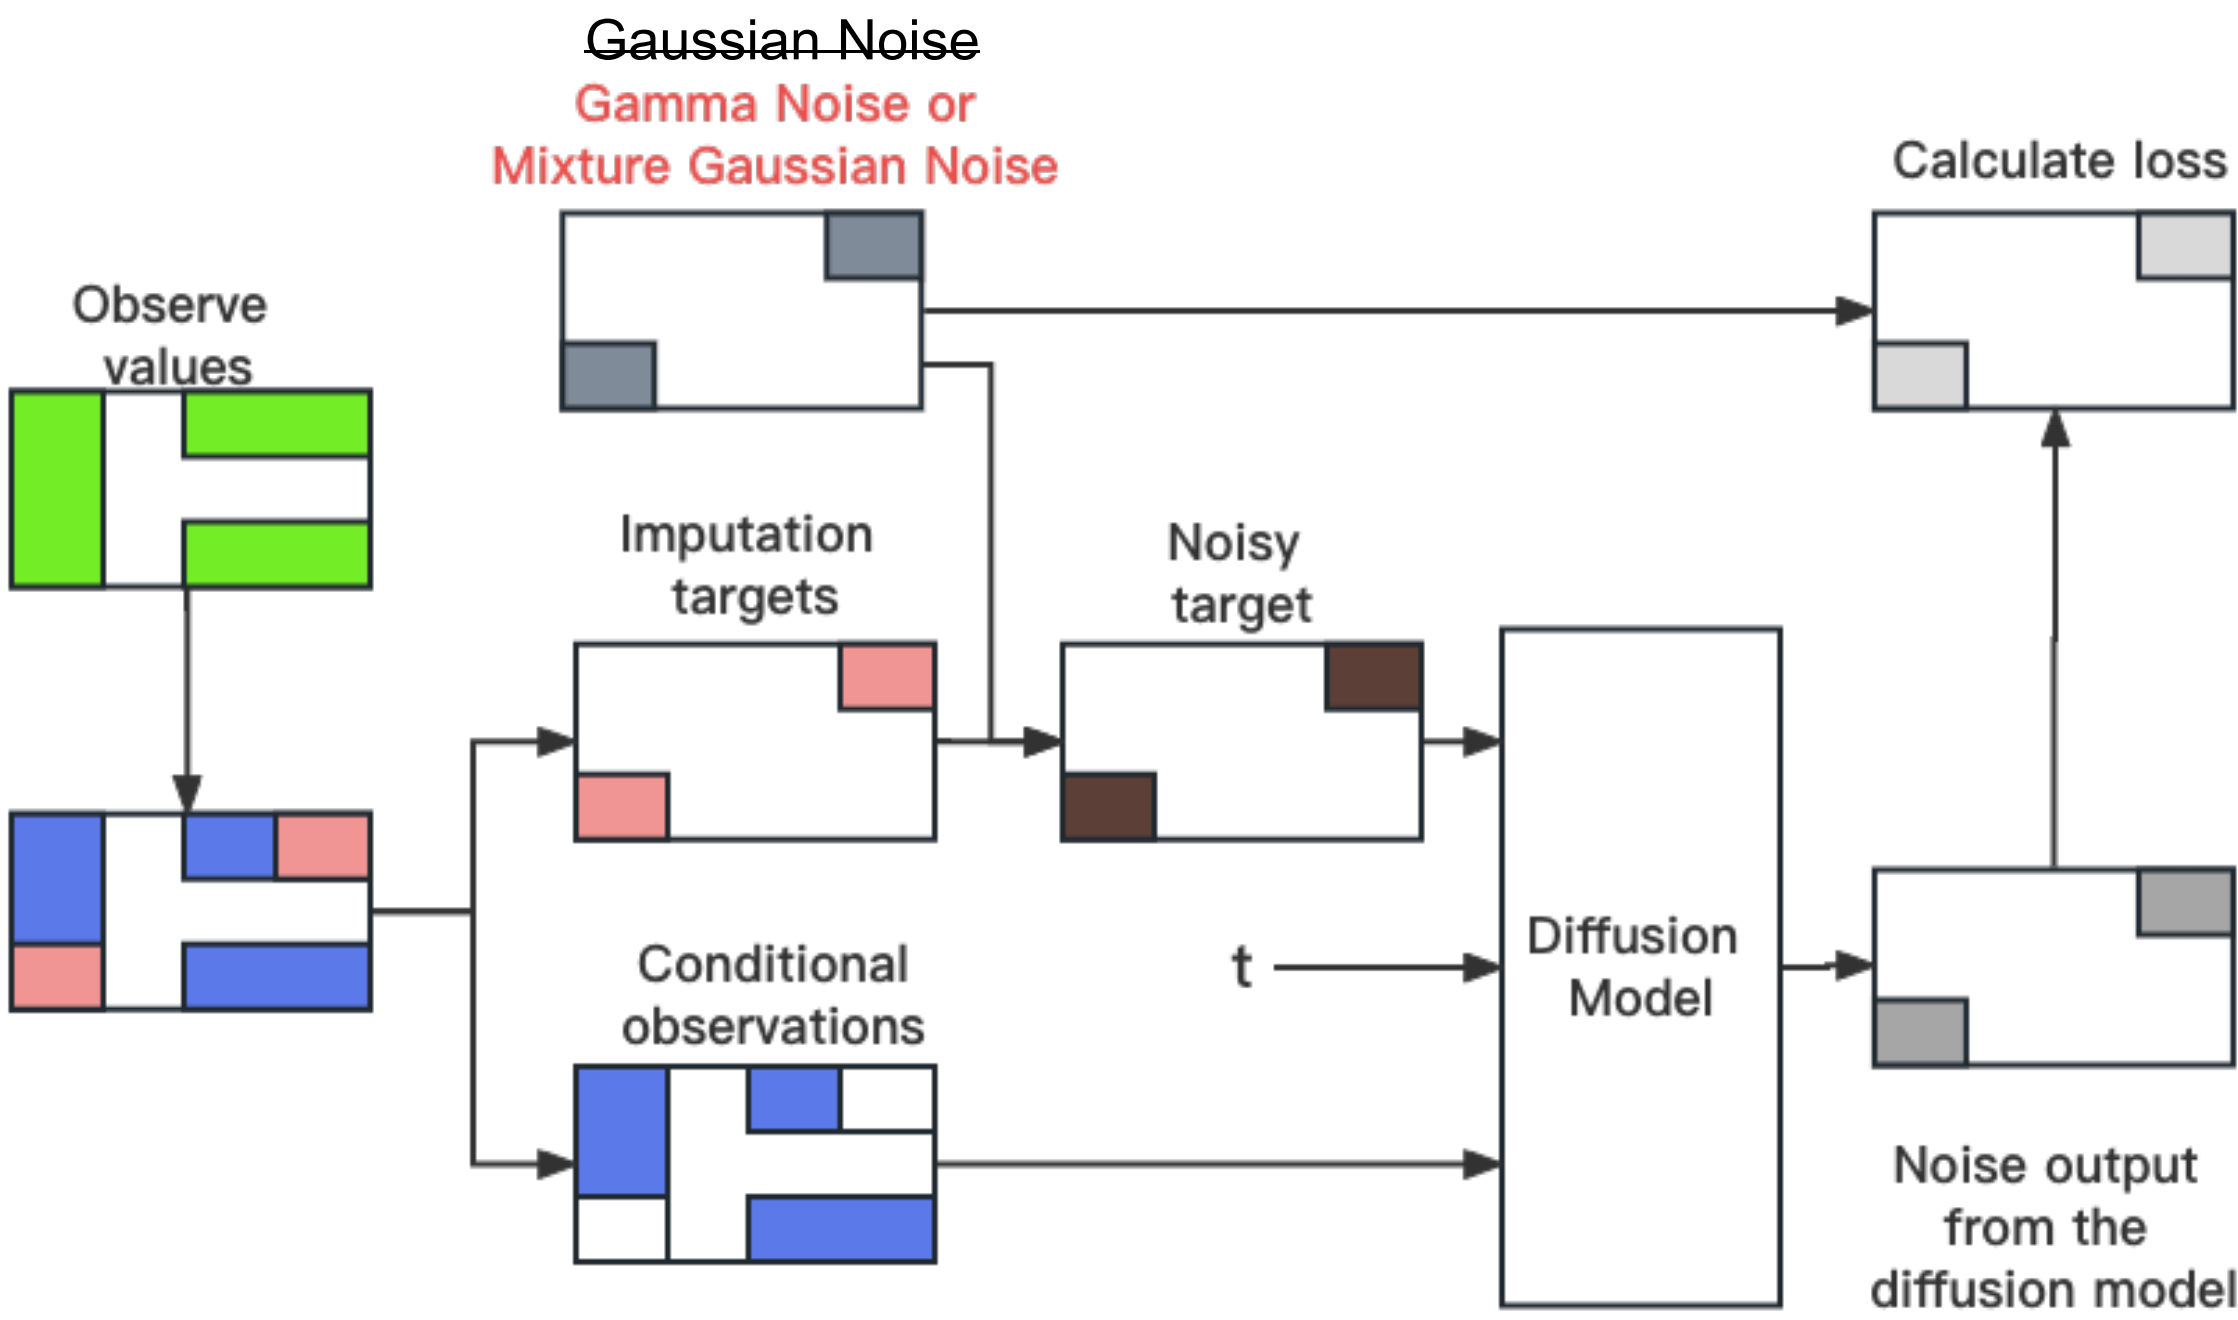 Gaussian Noise
Gamma Noise or
Mixture Gaussian Noise
Calculate loss
Observe
values
Imputation
targets
Noisy
target
Conditional
observations
t
Diffusion
Model
Noise output
from the
diffusion model